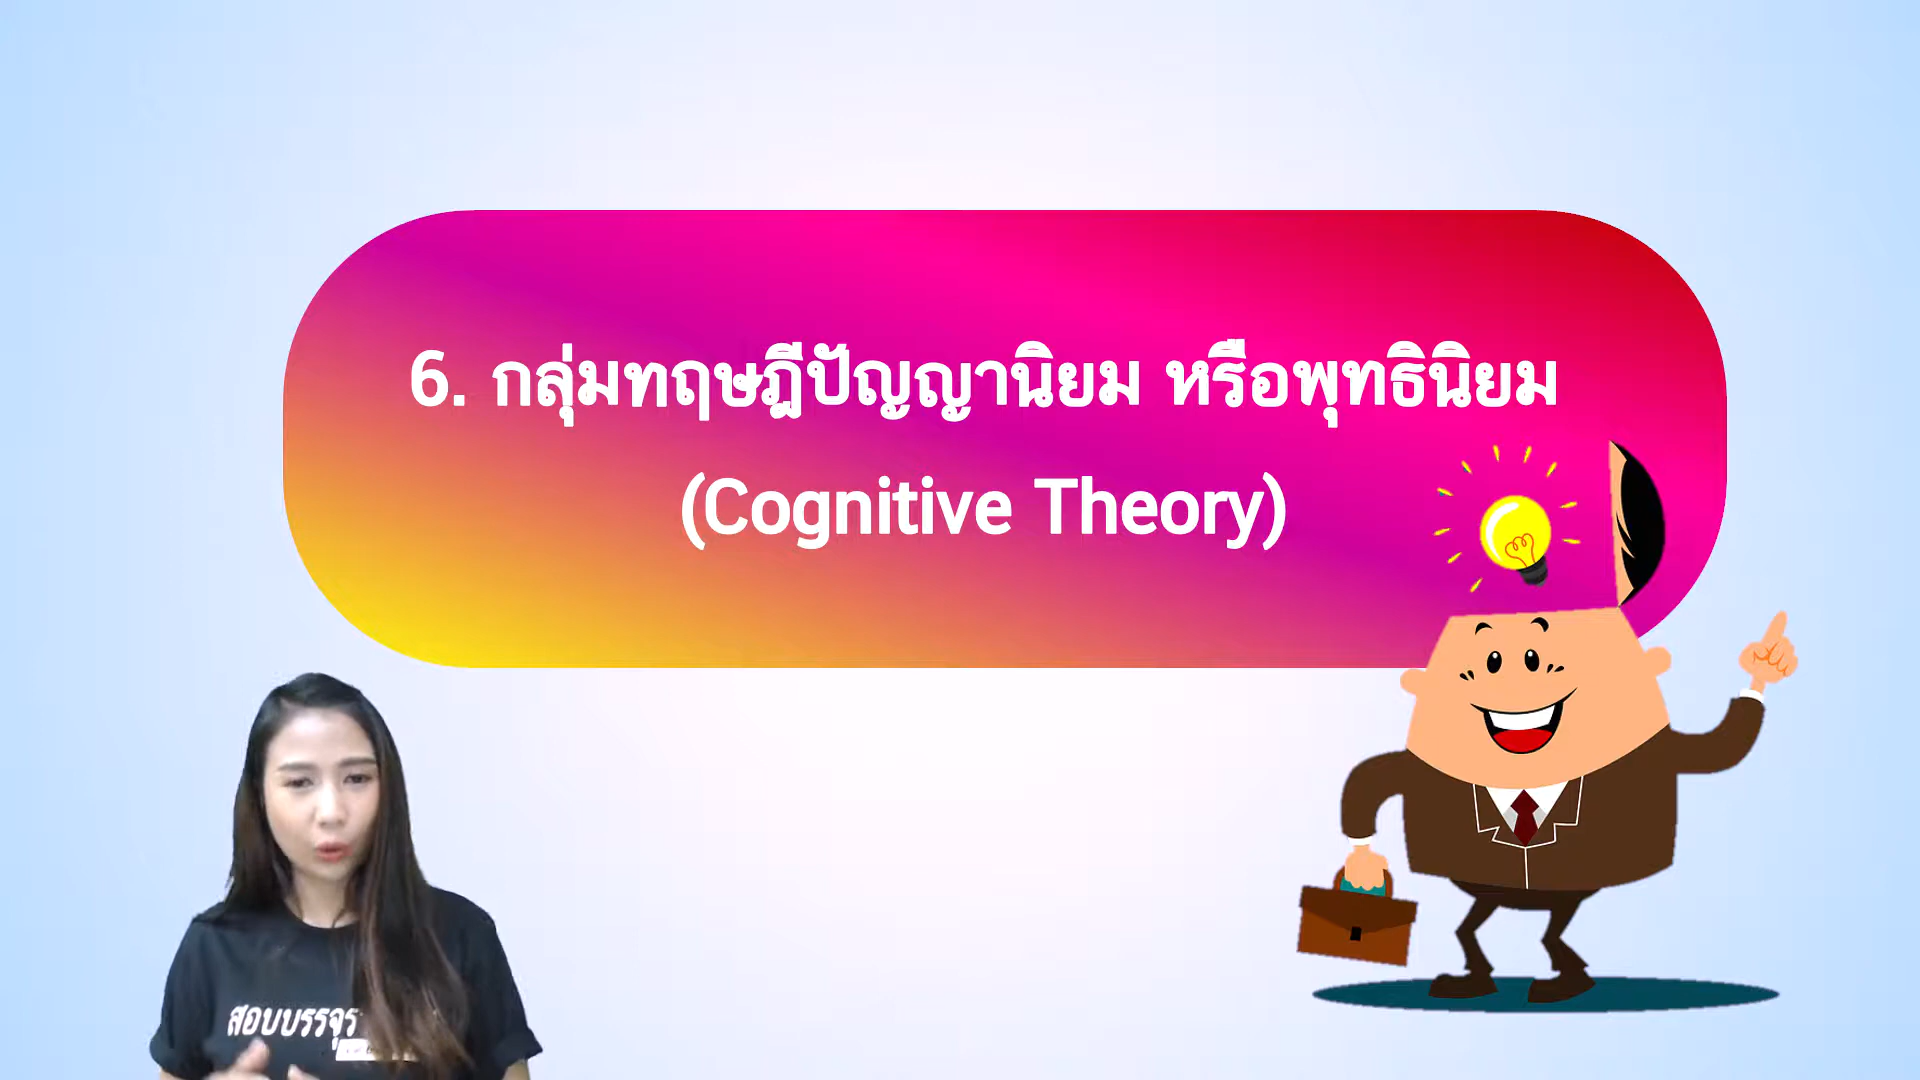 6. กลุ่มทฤษฎีปัญญานิยม หรือพุทธินิยม
(Cognitive Theory)
สอบบรรจุ